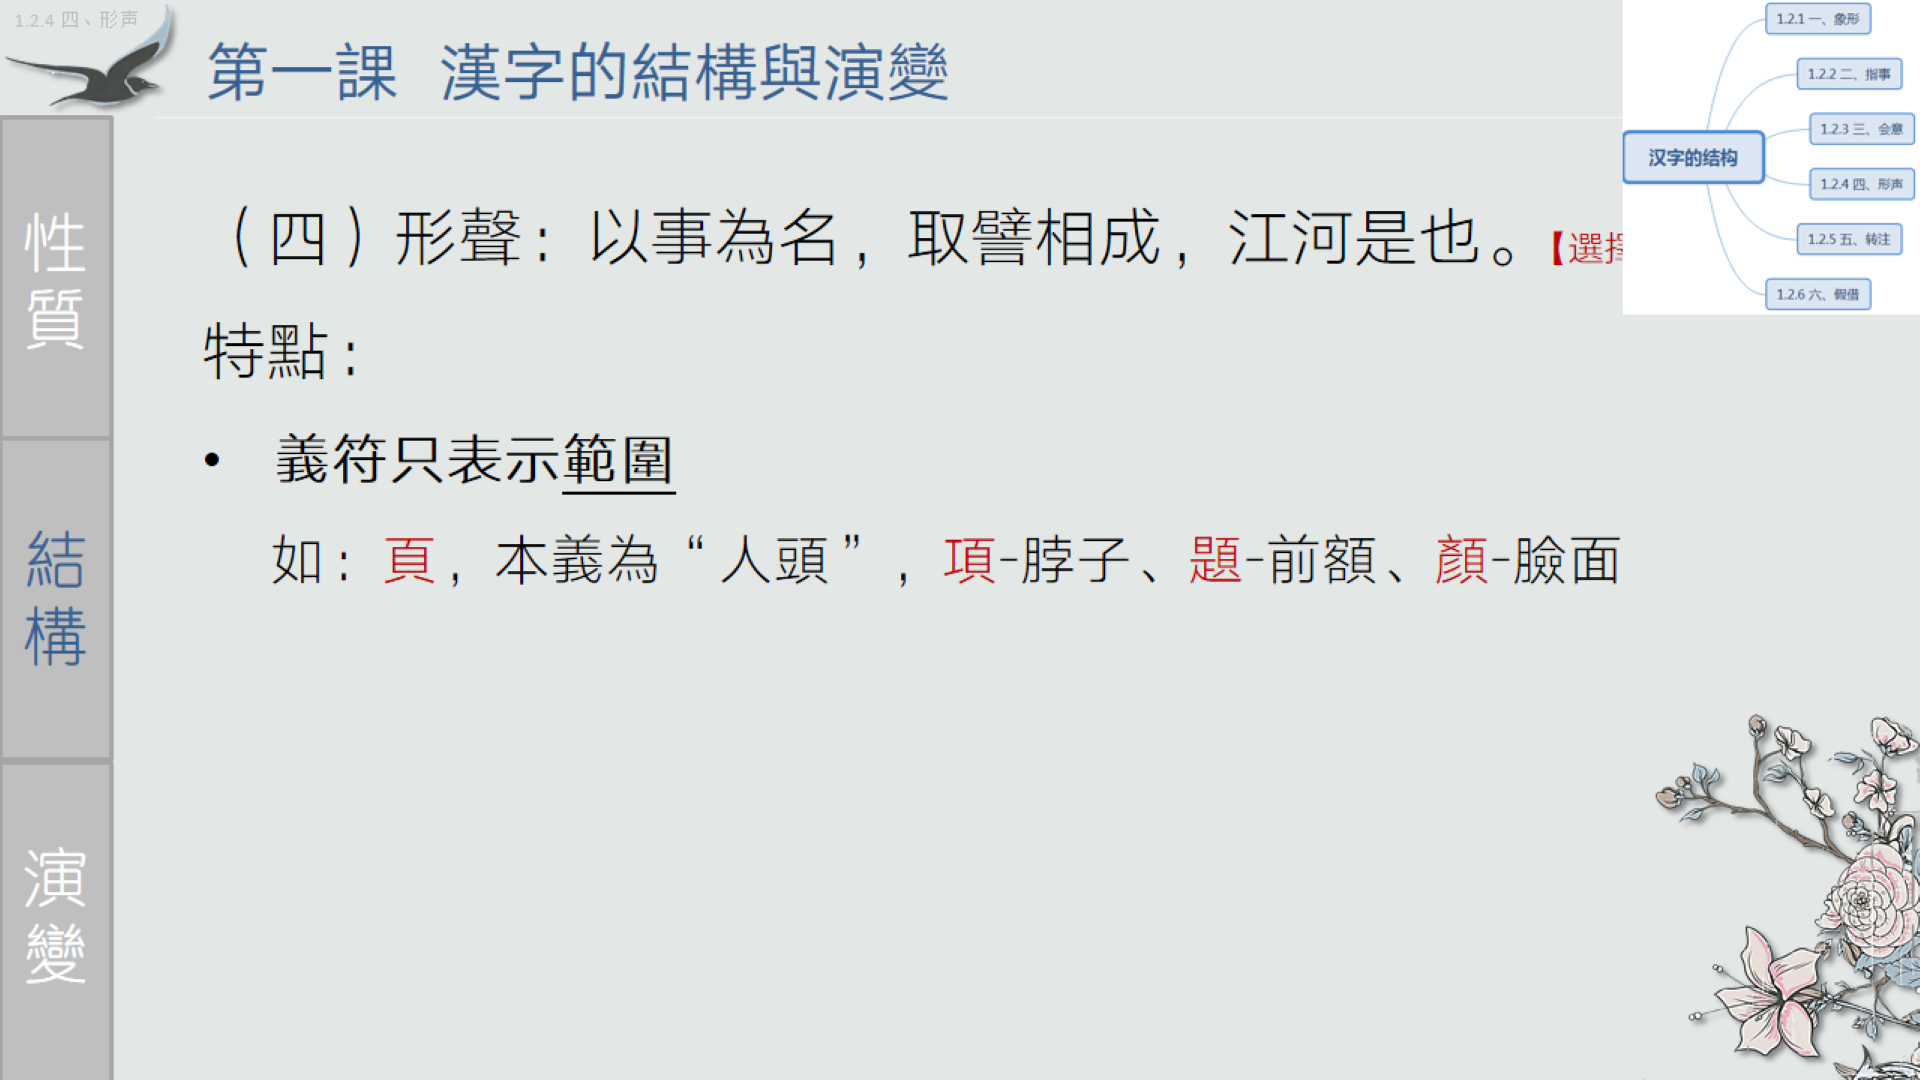 1.2.4 四、形声
第一課 漢字的結構與演變
性質
結構
演變
（四）形聲：以事為名，取譬相成，江河是也。【選
特點：
• 義符只表示範圍
如：頁，本義為“人頭”，項-脖子、題-前額、顏-臉面
汉字的结构
1.2.1 一、象形
1.2.2 二、指事
1.2.3 三、会意
1.2.4 四、形声
1.2.5 五、转注
1.2.6 六、假借